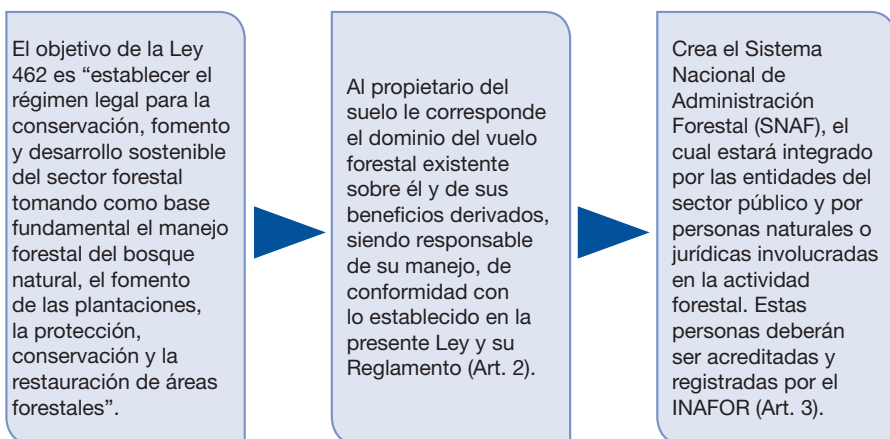 El objetivo de la Ley
462 es “establecer el
régimen legal para la
conservación, fomento
y desarrollo sostenible
del sector forestal
tomando como base
fundamental el manejo
forestal del bosque
natural, el fomento
de las plantaciones,
la protección,
conservación y la
restauración de áreas
forestales”.
Al propietario del
suelo le corresponde
el dominio del vuelo
forestal existente
sobre él y de sus
beneficios derivados,
siendo responsable
de su manejo, de
conformidad con
lo establecido en la
presente Ley y su
Reglamento (Art. 2).
Crea el Sistema
Nacional de
Administración
Forestal (SNAF), el
cual estará integrado
por las entidades del
sector público y por
personas naturales o
jurídicas involucradas
en la actividad
forestal. Estas
personas deberán
ser acreditadas y
registradas por el
INAFOR (Art. 3).